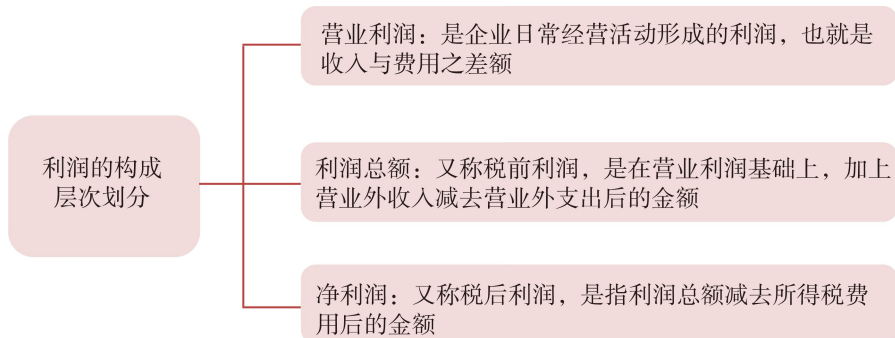 营业利润：是企业日常经营活动形成的利润，也就是
收入与费用之差额
利润的构成
层次划分
利润总额：又称税前利润，是在营业利润基础上，加上
营业外收入减去营业外支出后的金额
净利润：又称税后利润，是指利润总额减去所得税费
用后的金额